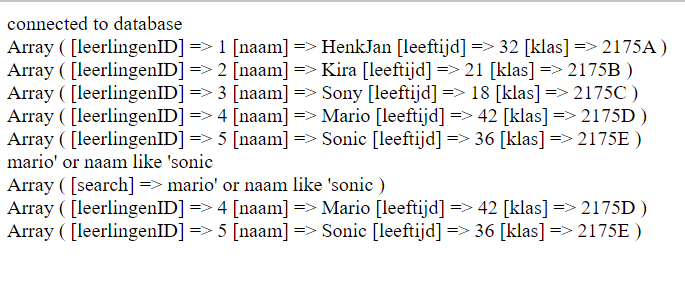 connected to database
Array ( [leerlingenID] => 1 [naam] => HenkJan [leeftijd] => 32 [klas] => 2175A )
Array ( [leerlingenID] => 2 [naam] => Kira [leeftijd] => 21 [klas] => 2175B )
Array ( [leerlingenID] => 3 [naam] => Sony [leeftijd] => 18 [klas] => 2175C )
Array ( [leerlingenID] => 4 [naam] => Mario [leeftijd] => 42 [klas] => 2175D )
Array ( [leerlingenID] => 5 [naam] => Sonic [leeftijd] => 36 [klas] => 2175E )
mario' or naam like 'sonic
Array ( [search] => mario' or naam like 'sonic )
Array ( [leerlingenID] => 4 [naam] => Mario [leeftijd] => 42 [klas] => 2175D )
Array ( [leerlingenID] => 5 [naam] => Sonic [leeftijd] => 36 [klas] => 2175E )